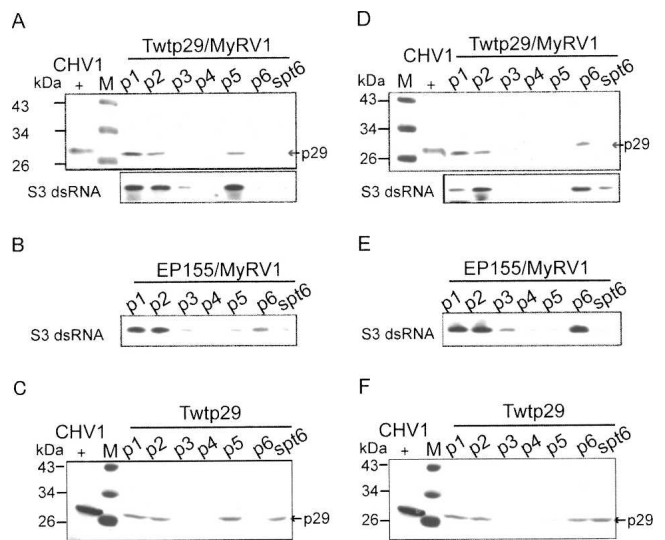 A
Twtp29/MyRV1
CHV1
kDa + M p1 p2 p3 p4 p5 p6 spt6
43
34
26
p29
S3 dsRNA
B
EP155/MyRV1
p1 p2 p3 p4 p5 p6 spt6
S3 dsRNA
C
Twtp29
CHV1
kDa + M p1 p2 p3 p4 p5 p6 spt6
43
34
26
p29
D
Twtp29/MyRV1
CHV1
kDa M + p1 p2 p3 p4 p5 p6 spt6
43
34
26
p29
S3 dsRNA
E
EP155/MyRV1
p1 p2 p3 p4 p5 p6 spt6
S3 dsRNA
F
Twtp29
CHV1
kDa + M p1 p2 p3 p4 p5 p6 spt6
43
34
26
p29